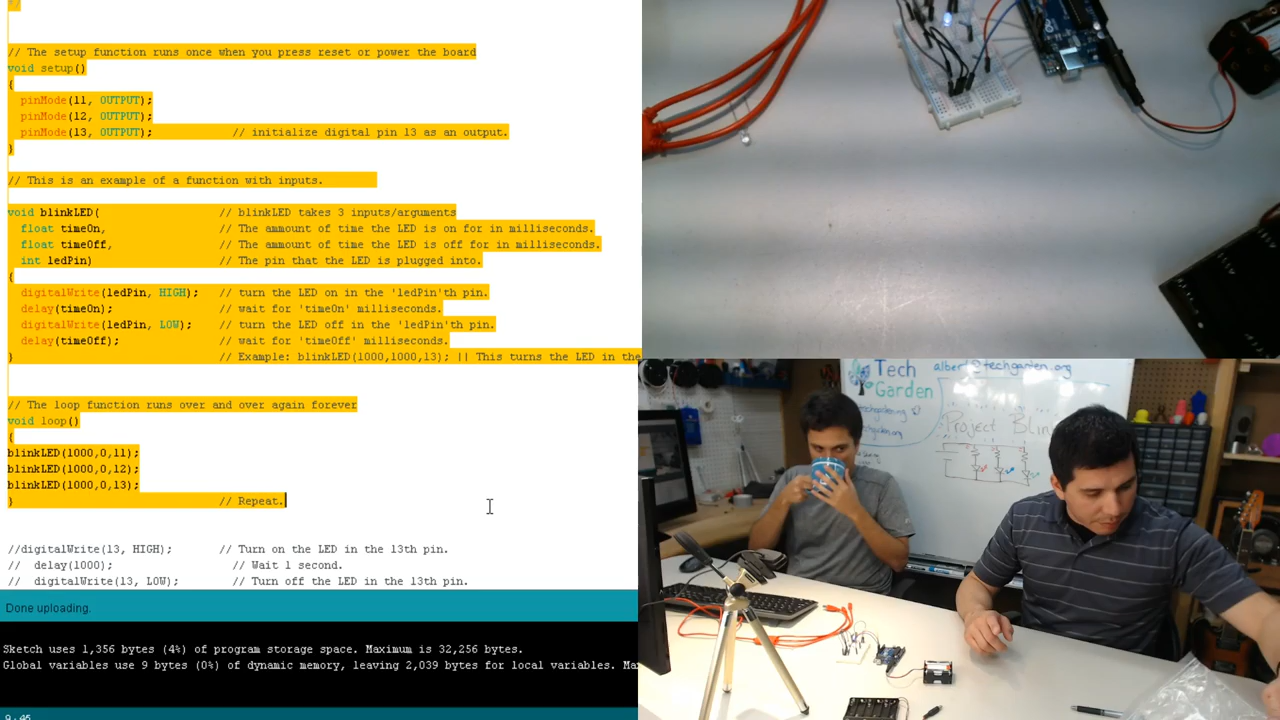 */
// The setup function runs once when you press reset or power the board
void setup()
{
pinMode(11, OUTPUT);
pinMode(12, OUTPUT);
pinMode(13, OUTPUT); // initialize digital pin 13 as an output.
}
// This is an example of a function with inputs.
void blinkLED( // blinkLED takes 3 inputs/arguments
float timeOn, // The ammount of time the LED is on for in milliseconds.
float timeOff, // The ammount of time the LED is off for in milliseconds.
int ledPin) // The pin that the LED is plugged into.
{
digitalWrite(ledPin, HIGH); // turn the LED on in the 'ledPin'th pin.
delay(timeOn); // wait for 'timeOn' milliseconds.
digitalWrite(ledPin, LOW); // turn the LED off in the 'ledPin'th pin.
delay(timeOff); // wait for 'timeOff' milliseconds.
} // Example: blinkLED(1000,1000,13); || This turns the LED in the
// The loop function runs over and over again forever
void loop()
{
blinkLED(1000,0,11);
blinkLED(1000,0,12);
blinkLED(1000,0,13);
} // Repeat.
//digitalWrite(13, HIGH); // Turn on the LED in the 13th pin.
// delay(1000); // Wait 1 second.
// digitalWrite(13, LOW); // Turn off the LED in the 13th pin.
Done uploading.
Sketch uses 1,356 bytes (4%) of program storage space. Maximum is 32,256 bytes.
Global variables use 9 bytes (0%) of dynamic memory, leaving 2,039 bytes for local variables. Ma
Tech
Garden
albert@techgarden.org
Project